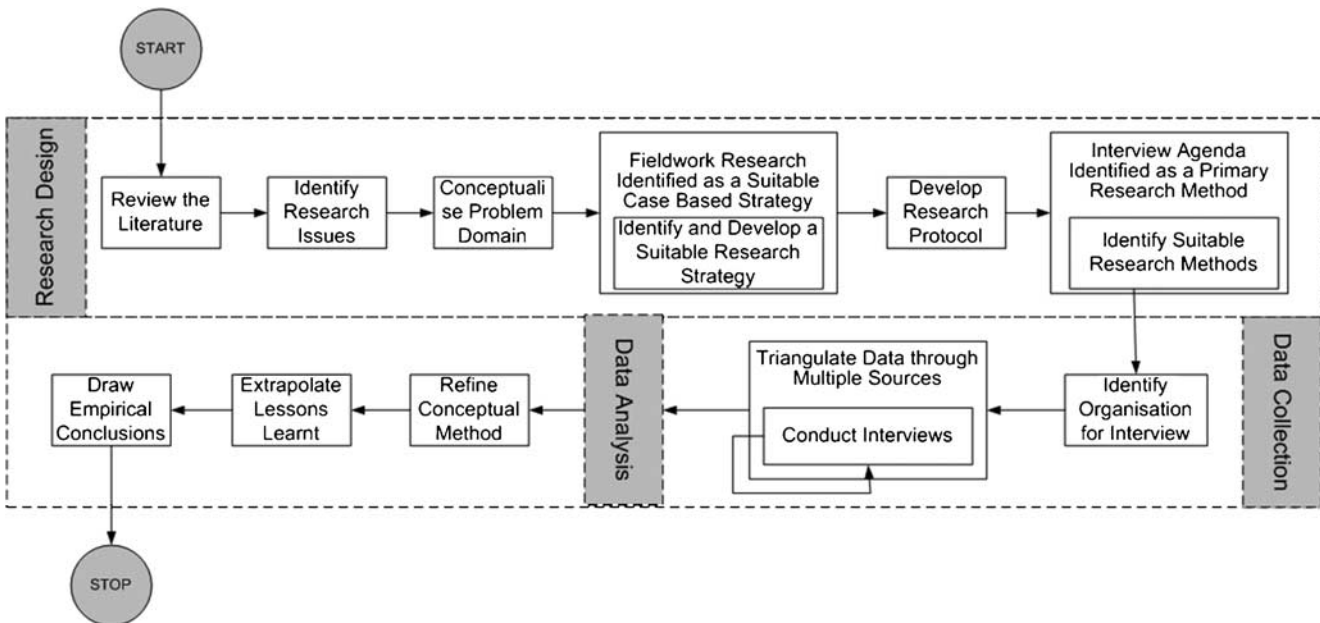 START
Research Design
Review the
Literature
Identify
Research
Issues
Conceptuali
se Problem
Domain
Fieldwork Research
Identified as a Suitable
Case Based Strategy
Identify and Develop a
Suitable Research
Strategy
Develop
Research
Protocol
Interview Agenda
Identified as a Primary
Research Method
Identify Suitable
Research Methods
Data Collection
Identify
Organisation
for Interview
Triangulate Data through
Multiple Sources
Conduct Interviews
Data Analysis
Refine
Conceptual
Method
Extrapolate
Lessons
Learnt
Draw
Empirical
Conclusions
STOP